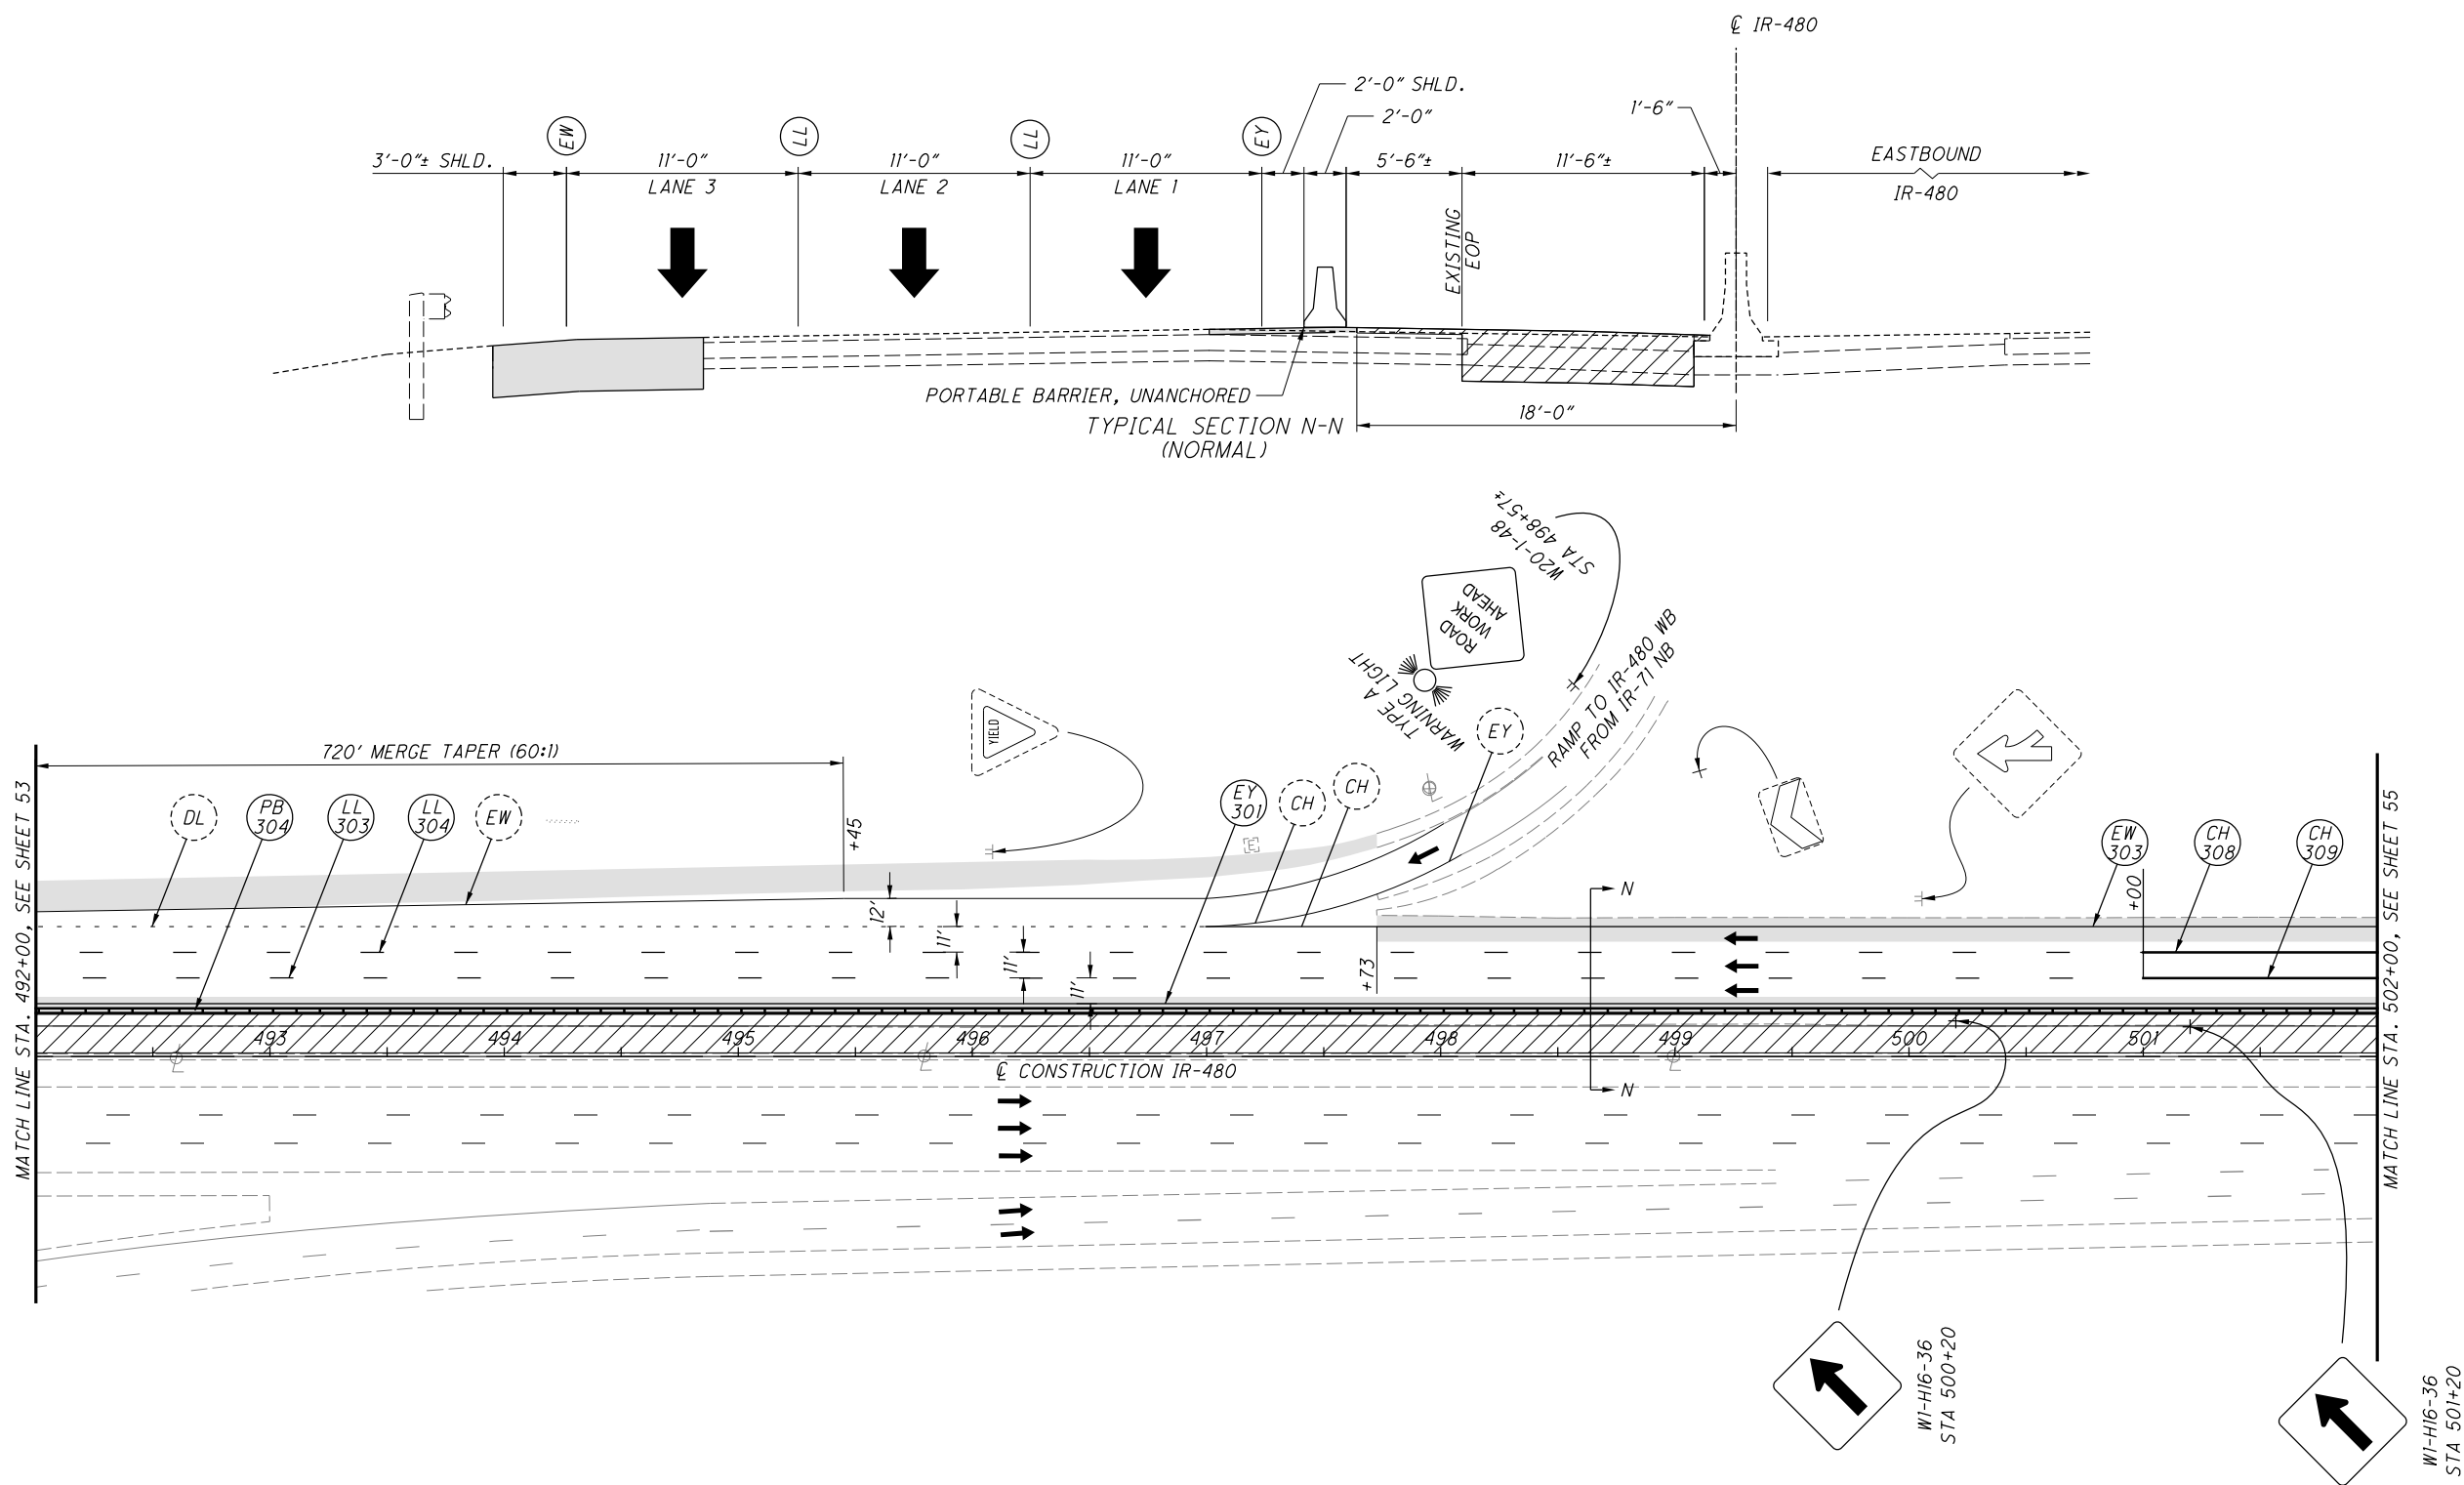 ℄ IR-480
2'-0" SHLD.
2'-0"
1'-6"
EW
LL
LL
EY
3'-0"± SHLD.
11'-0"
11'-0"
11'-0"
5'-6"±
11'-6"±
EASTBOUND
LANE 3
LANE 2
LANE 1
IR-480
EXISTING
EOP
PORTABLE BARRIER, UNANCHORED
18'-0"
TYPICAL SECTION N-N
(NORMAL)
STA 498+57±
W20-1-48
ROAD
WORK
AHEAD
TYPE A
WARNING LIGHT
RAMP TO IR-480 WB
FROM IR-71 NB
YIELD
EY
720' MERGE TAPER (60:1)
DL
PB
304
LL
303
LL
304
EW
+45
EY
301
CH
CH
E
EW
303
CH
308
CH
309
+00
12'
11'
11'
11'
+73
N
N
MATCH LINE STA. 492+00, SEE SHEET 53
MATCH LINE STA. 502+00, SEE SHEET 55
493
494
495
496
497
498
499
500
501
℄ CONSTRUCTION IR-480
W1-H16-36
STA 500+20
W1-H16-36
STA 501+20